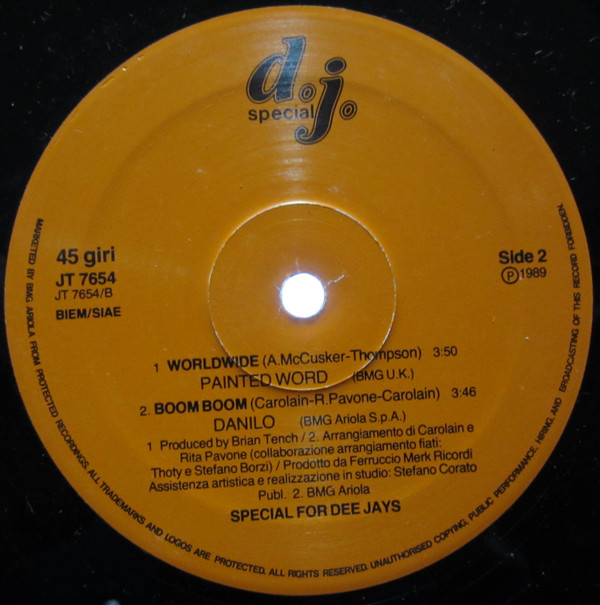 d.j.
special
45 giri
JT 7654
JT 7654/B
BIEM/SIAE
Side 2
Ⓟ1989
1 WORLDWIDE (A.McCusker-Thompson) 3:50
PAINTED WORD (BMG U.K.)
2. BOOM BOOM (Carolain-R.Pavone-Carolain) 3:46
DANILO (BMG Ariola S.p.A.)
1 Produced by Brian Tench / 2. Arrangiamento di Carolain e
Rita Pavone (collaborazione arrangiamento fiati:
Thoty e Stefano Borzi) / Prodotto da Ferruccio Merk Ricordi
Assistenza artistica e realizzazione in studio: Stefano Corato
Publ. 2. BMG Ariola
SPECIAL FOR DEE JAYS
MARKETED BY BMG ARIOLA FROM PROTECTED RECORDINGS. ALL TRADEMARKS AND LOGOS ARE PROTECTED. ALL RIGHTS RESERVED. UNAUTHORISED COPYING, PUBLIC PERFORMANCE, HIRING, AND BROADCASTING OF THIS RECORD FORBIDDEN.